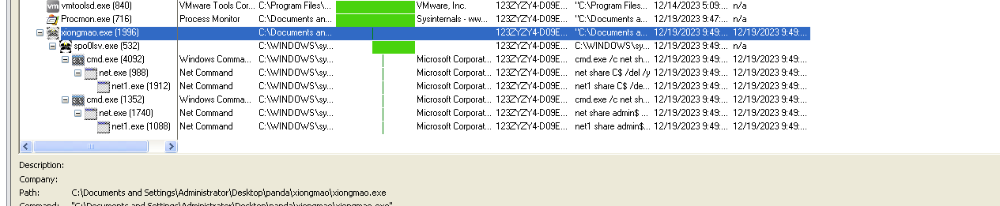 vmtoolsd.exe (840) VMware Tools Cor... C:\Program Files\... VMware, Inc. 123ZYZY4-D09E... "C:\Program Files\... 12/14/2023 5:09:... n/a
Procmon.exe (716) Process Monitor C:\Documents an... Sysinternals - ww... 123ZYZY4-D09E... "C:\Documents a... 12/19/2023 9:47:... n/a
xiongmao.exe (1996) C:\Documents an... 123ZYZY4-D09E... "C:\Documents a... 12/19/2023 9:49:... 12/19/2023 9:49:...
spo0lsv.exe (532) C:\WINDOWS\sy... 123ZYZY4-D09E... C:\WINDOWS\sy... 12/19/2023 9:49:... n/a
cmd.exe (4092) Windows Comma... C:\WINDOWS\sy... Microsoft Corporat... 123ZYZY4-D09E... cmd.exe /c net sh... 12/19/2023 9:49:... 12/19/2023 9:49:...
net.exe (988) Net Command C:\WINDOWS\sy... Microsoft Corporat... 123ZYZY4-D09E... net share C$ /del /y 12/19/2023 9:49:... 12/19/2023 9:49:...
net1.exe (1912) Net Command C:\WINDOWS\sy... Microsoft Corporat... 123ZYZY4-D09E... net1 share C$ /de... 12/19/2023 9:49:... 12/19/2023 9:49:...
cmd.exe (1352) Windows Comma... C:\WINDOWS\sy... Microsoft Corporat... 123ZYZY4-D09E... cmd.exe /c net sh... 12/19/2023 9:49:... 12/19/2023 9:49:...
net.exe (1740) Net Command C:\WINDOWS\sy... Microsoft Corporat... 123ZYZY4-D09E... net share admin$ ... 12/19/2023 9:49:... 12/19/2023 9:49:...
net1.exe (1088) Net Command C:\WINDOWS\sy... Microsoft Corporat... 123ZYZY4-D09E... net1 share admin$... 12/19/2023 9:49:... 12/19/2023 9:49:...
Description:
Company:
Path: C:\Documents and Settings\Administrator\Desktop\panda\xiongmao\xiongmao.exe
Command: "C:\Documents and Settings\Administrator\Desktop\panda\xiongmao\xiongmao.exe"